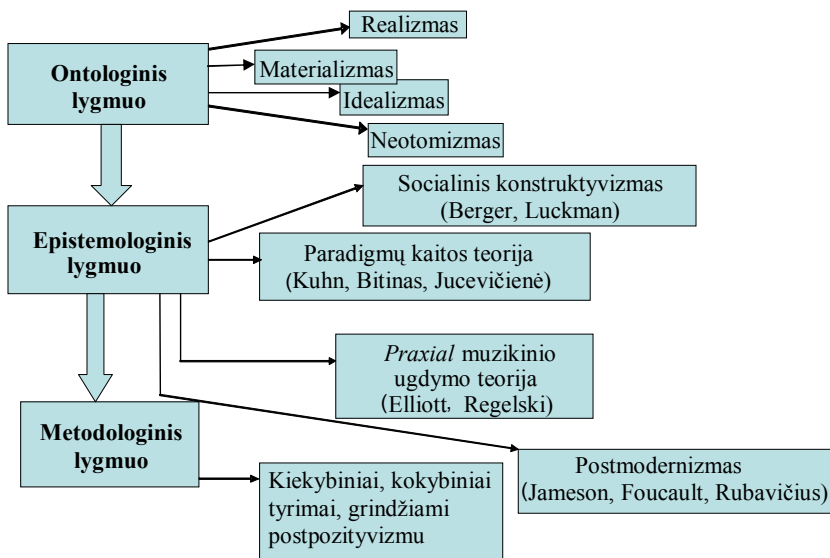 Realizmas
Ontologinis
lygmuo
Materializmas
Idealizmas
Neotomizmas
Socialinis konstruktyvizmas
(Berger, Luckman)
Epistemologinis
lygmuo
Paradigmų kaitos teorija
(Kuhn, Bitinas, Jucevičienė)
Praxial muzikinio
ugdymo teorija
(Elliott, Regelski)
Metodologinis
lygmuo
Postmodernizmas
(Jameson, Foucault, Rubavičius)
Kiekybiniai, kokybiniai
tyrimai, grindžiami
postpozityvizmu